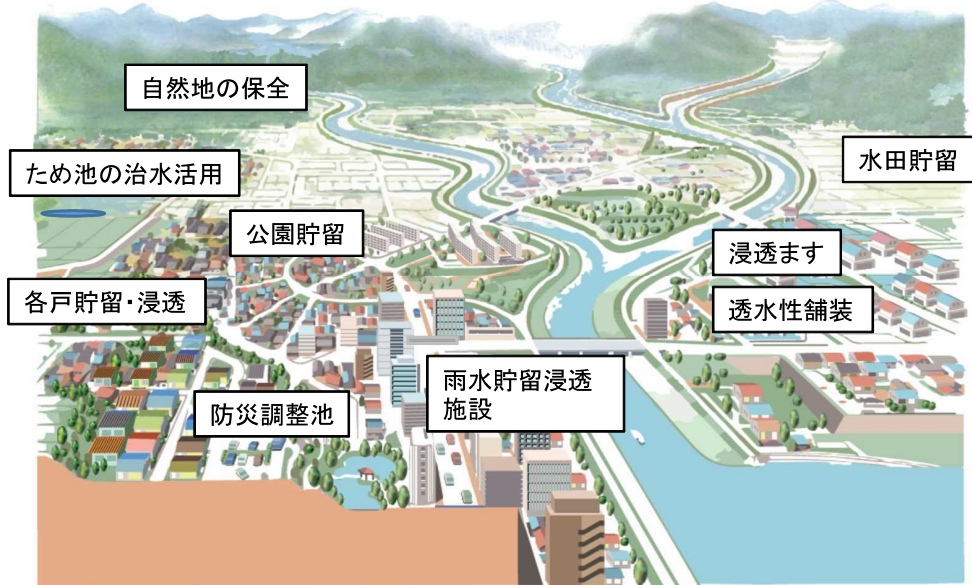 自然地の保全
ため池の治水活用
水田貯留
公園貯留
浸透ます
各戸貯留・浸透
透水性舗装
雨水貯留浸透
施設
防災調整池